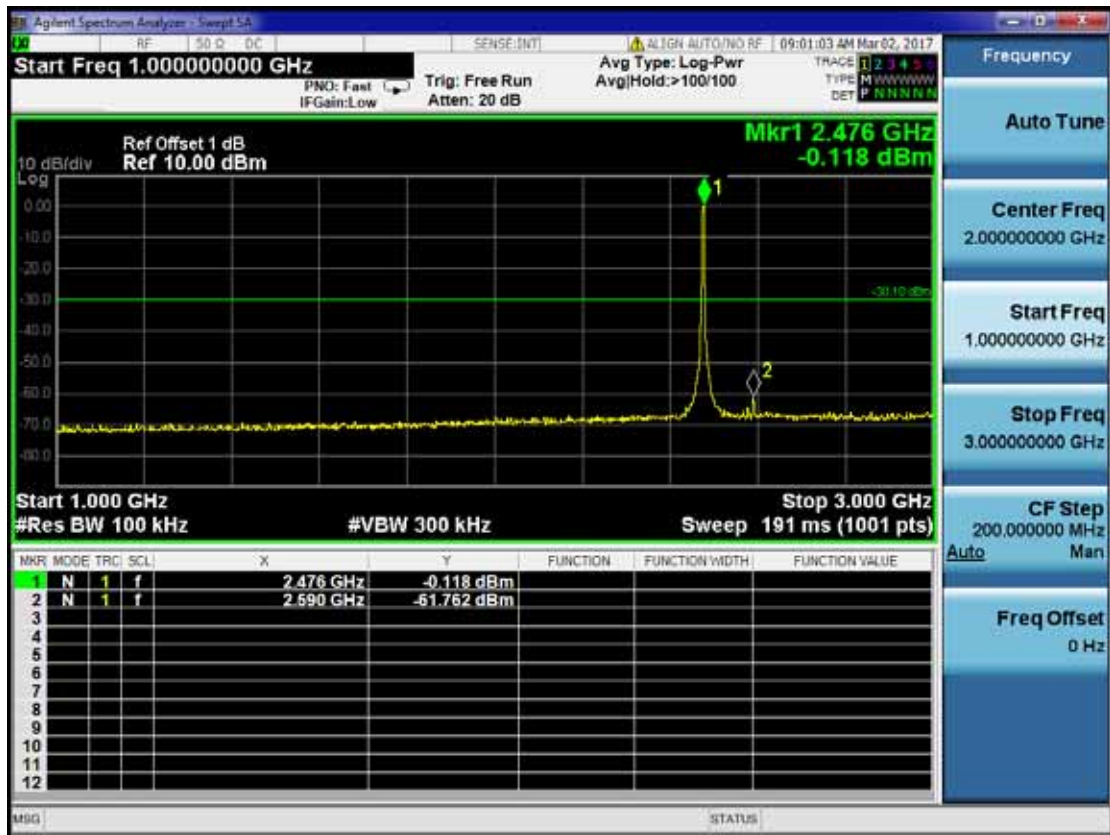 Agilent Spectrum Analyzer - Swept SA
RF 50 Ω DC SENSE:INT ALIGN AUTO/NO RF 09:01:03 AM Mar 02, 2017
Start Freq 1.000000000 GHz
PNO: Fast
IFGain:Low
Trig: Free Run
Atten: 20 dB
Avg Type: Log-Pwr
Avg|Hold:>100/100
TRACE 1 2 3 4 5 6
TYPE M WWWWW
DET P N N N N N
Mkr1 2.476 GHz
-0.118 dBm
Ref Offset 1 dB
10 dB/div Ref 10.00 dBm
Log
0.00
-10.0
-20.0
-30.0
-40.0
-50.0
-60.0
-70.0
-80.0
1
-30.10 dBm
2
Start 1.000 GHz Stop 3.000 GHz
#Res BW 100 kHz #VBW 300 kHz Sweep 191 ms (1001 pts)
MKR MODE TRC SCL X Y FUNCTION FUNCTION WIDTH FUNCTION VALUE
1 N 1 f 2.476 GHz -0.118 dBm
2 N 1 f 2.590 GHz -61.762 dBm
3
4
5
6
7
8
9
10
11
12
MSG STATUS
Frequency
Auto Tune
Center Freq
2.000000000 GHz
Start Freq
1.000000000 GHz
Stop Freq
3.000000000 GHz
CF Step
200.000000 MHz
Auto Man
Freq Offset
0 Hz